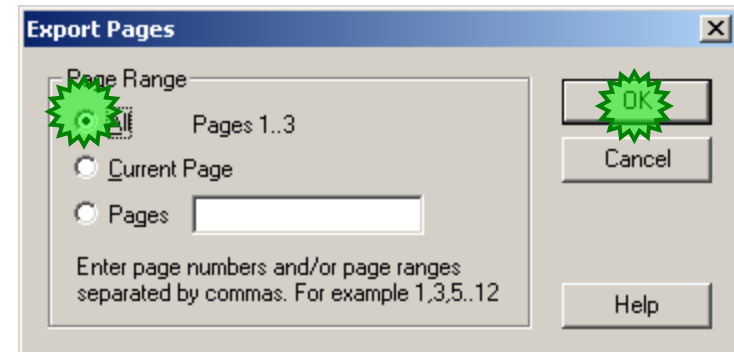 Export Pages
Page Range
All Pages 1..3
Current Page
Pages
Enter page numbers and/or page ranges
separated by commas. For example 1,3,5..12
OK
Cancel
Help